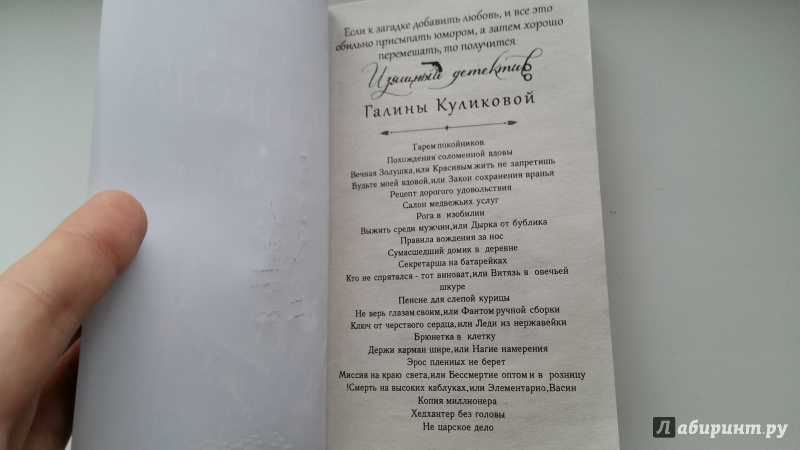 Если к загадке добавить любовь, и все это
обильно присыпать юмором, а затем хорошо
перемешать, то получится
Изящный детектив
Галины Куликовой
Гарем покойников
Похождения соломенной вдовы
Вечная Золушка,или Красивым жить не запретишь
Будьте моей вдовой,или Закон сохранения вранья
Рецепт дорогого удовольствия
Салон медвежьих услуг
Рога в изобилии
Выжить среди мужчин,или Дырка от бублика
Правила вождения за нос
Сумасшедший домик в деревне
Секретарша на батарейках
Кто не спрятался - тот виноват,или Витязь в овечьей
шкуре
Пенсне для слепой курицы
Не верь глазам своим,или Фантом ручной сборки
Ключ от черствого сердца,или Леди из нержавейки
Брюнетка в клетку
Держи карман шире,или Нагие намерения
Эрос пленных не берет
Миссия на краю света,или Бессмертие оптом и в розницу
!Смерть на высоких каблуках,или Элементарно,Васин
Копия миллионера
Хедхантер без головы
Не царское дело
Лабиринт.ру